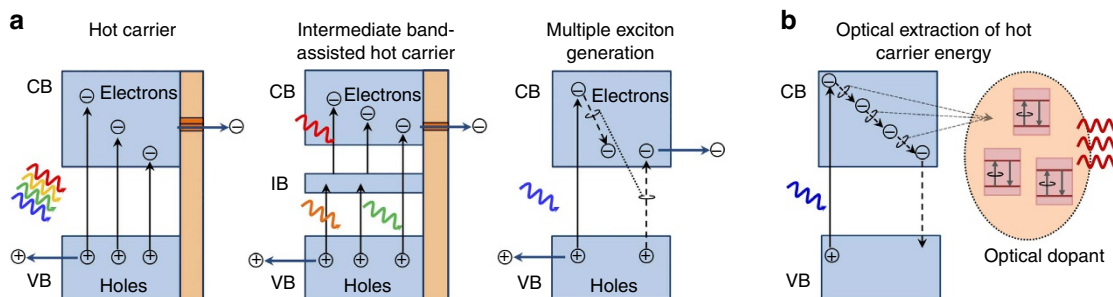 a
Hot carrier
CB
Electrons
VB
Holes
Intermediate band-
assisted hot carrier
CB
Electrons
IB
VB
Holes
Multiple exciton
generation
CB
Electrons
VB
Holes
b
Optical extraction of hot
carrier energy
CB
VB
Optical dopant